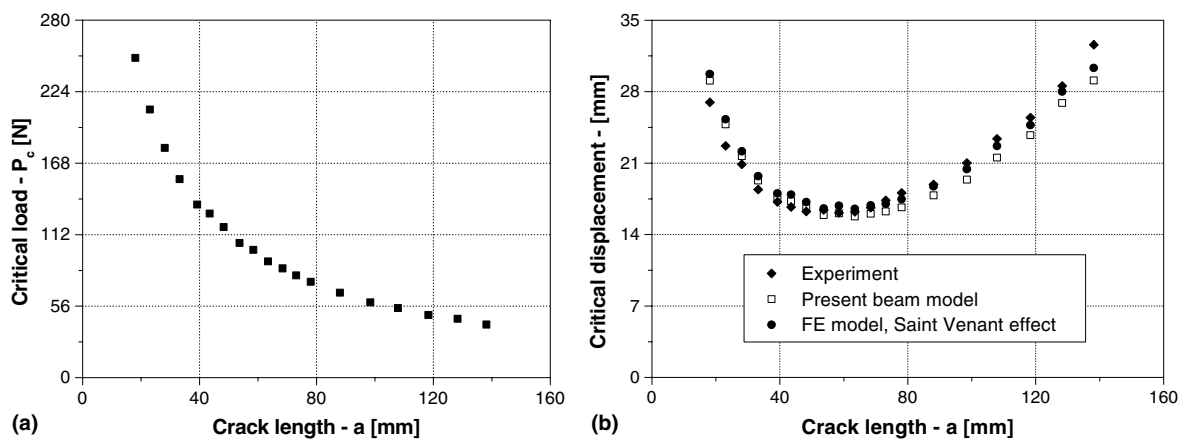 280
224
168
112
56
0
Critical load - P_c [N]
0
40
80
120
160
Crack length - a [mm]
(a)
35
28
21
14
7
0
Critical displacement - [mm]
Experiment
Present beam model
FE model, Saint Venant effect
0
40
80
120
160
Crack length - a [mm]
(b)